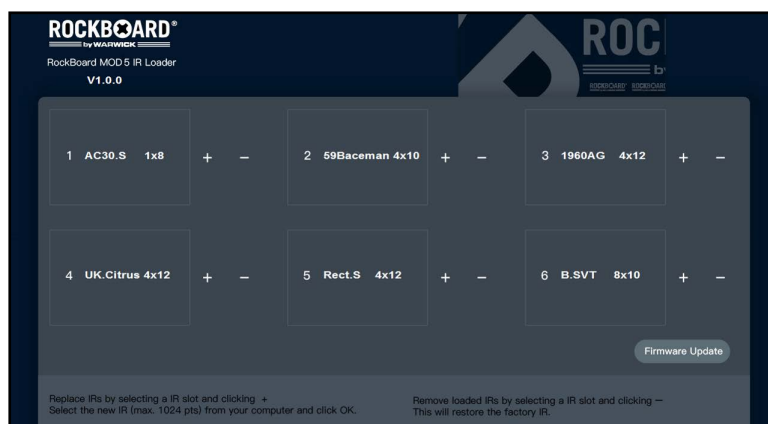 ROCKBOARD®
by WARWICK
RockBoard MOD 5 IR Loader
V1.0.0
ROC
b
ROCKBOARD® ROCKBOARD
1 AC30.S 1x8 + −
2 59Baceman 4x10 + −
3 1960AG 4x12 + −
4 UK.Citrus 4x12 + −
5 Rect.S 4x12 + −
6 B.SVT 8x10 + −
Firmware Update
Replace IRs by selecting a IR slot and clicking +
Select the new IR (max. 1024 pts) from your computer and click OK.
Remove loaded IRs by selecting a IR slot and clicking −
This will restore the factory IR.